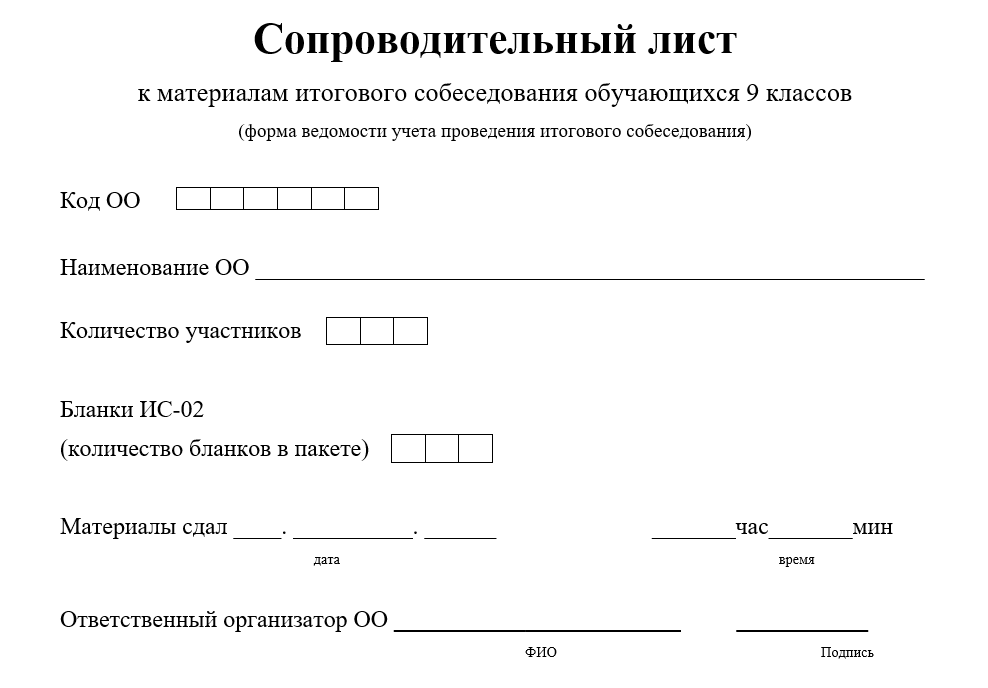 Сопроводительный лист
к материалам итогового собеседования обучающихся 9 классов
(форма ведомости учета проведения итогового собеседования)
Код ОО
Наименование ОО ________________________________________________________
Количество участников
Бланки ИС-02
(количество бланков в пакете)
Материалы сдал ____. __________. ______ _______час_______мин
дата время
Ответственный организатор ОО ________________________ ___________
ФИО Подпись